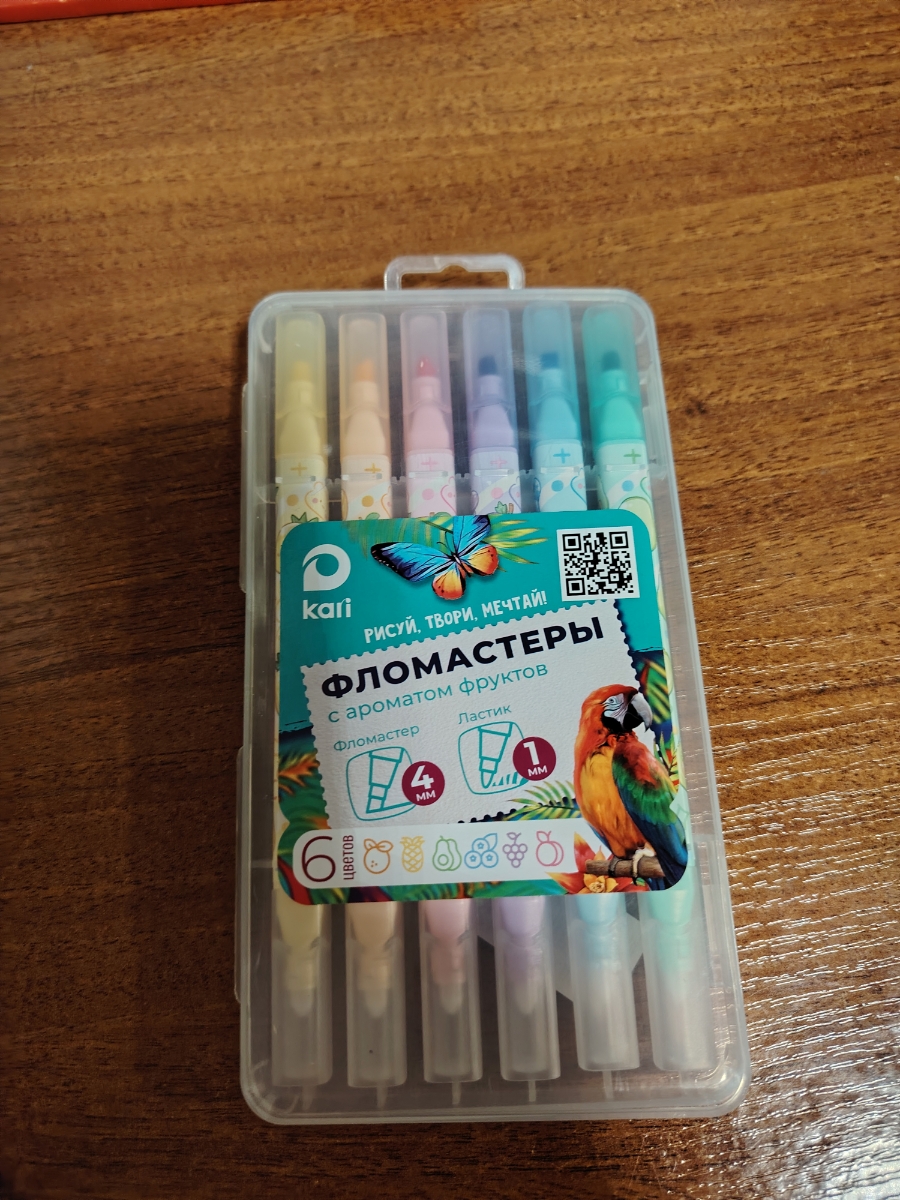 kari
РИСУЙ, ТВОРИ, МЕЧТАЙ!
ФЛОМАСТЕРЫ
с ароматом фруктов
Фломастер
Ластик
4 мм
1 мм
6 цветов